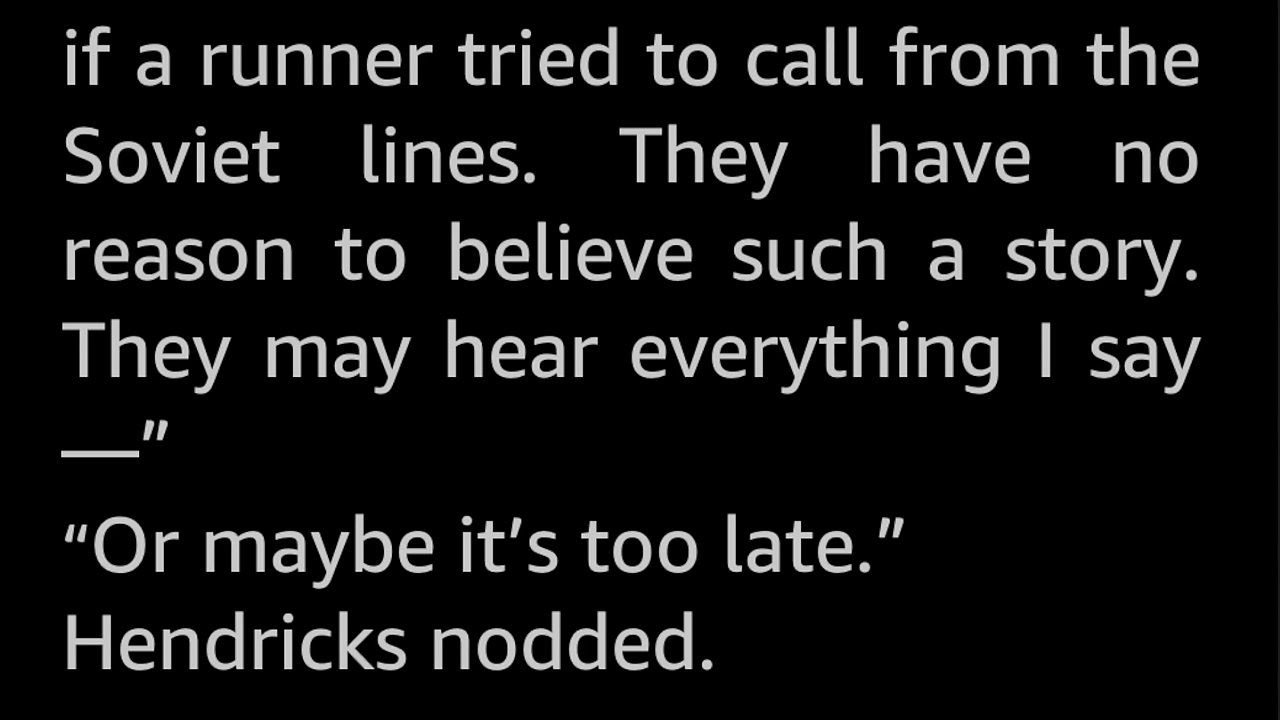 if a runner tried to call from the
Soviet lines. They have no
reason to believe such a story.
They may hear everything I say
—”
“Or maybe it’s too late.”
Hendricks nodded.